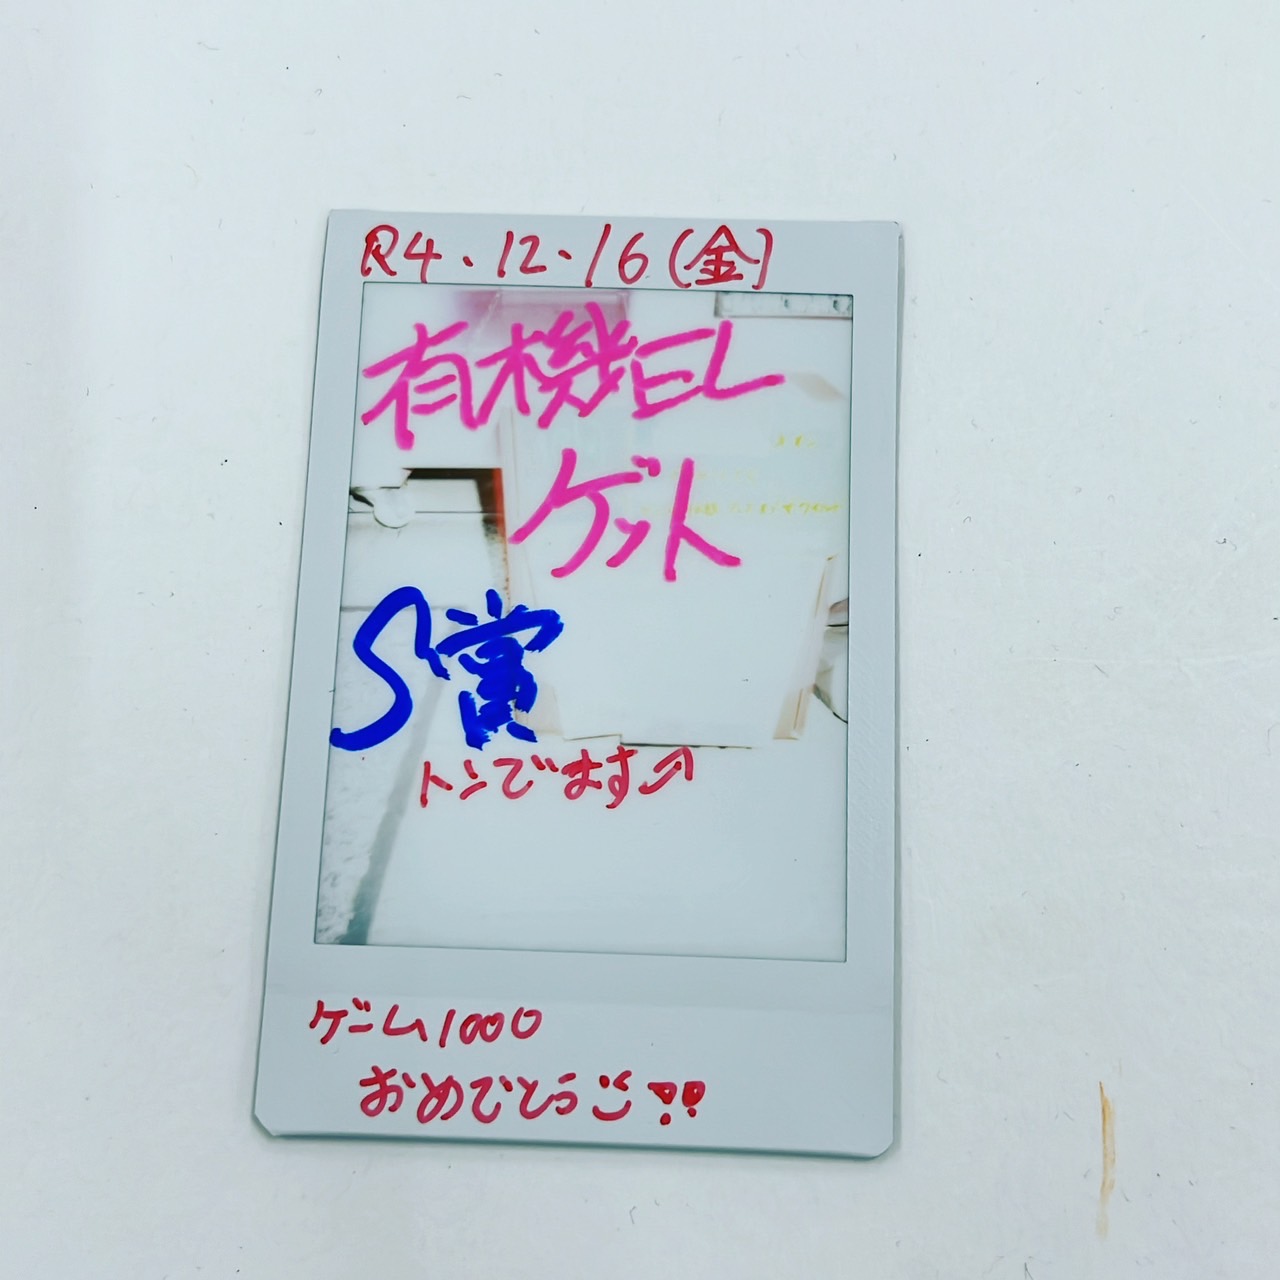 R4.12.16(金)
有機EL
ゲット
S賞
トンでます
ゲーム1000
おめでとう!!